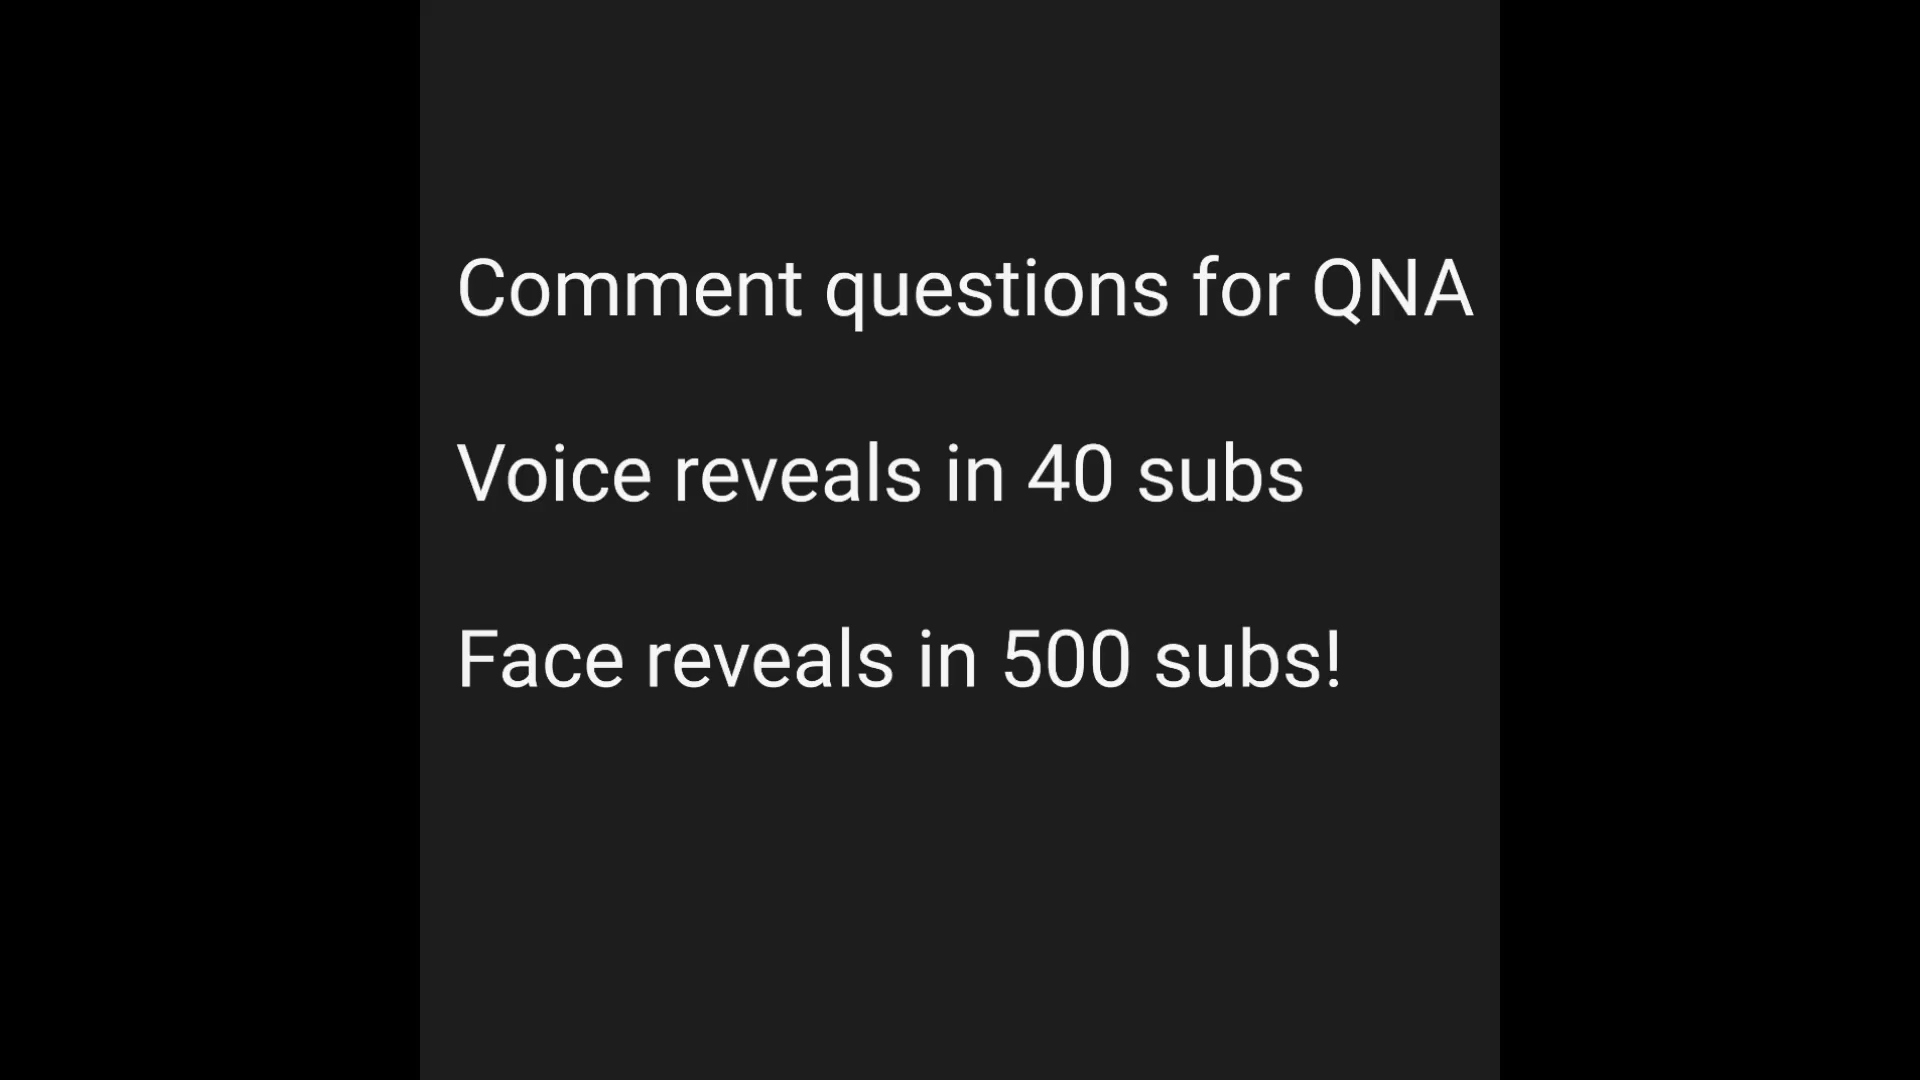 Comment questions for QNA
Voice reveals in 40 subs
Face reveals in 500 subs!